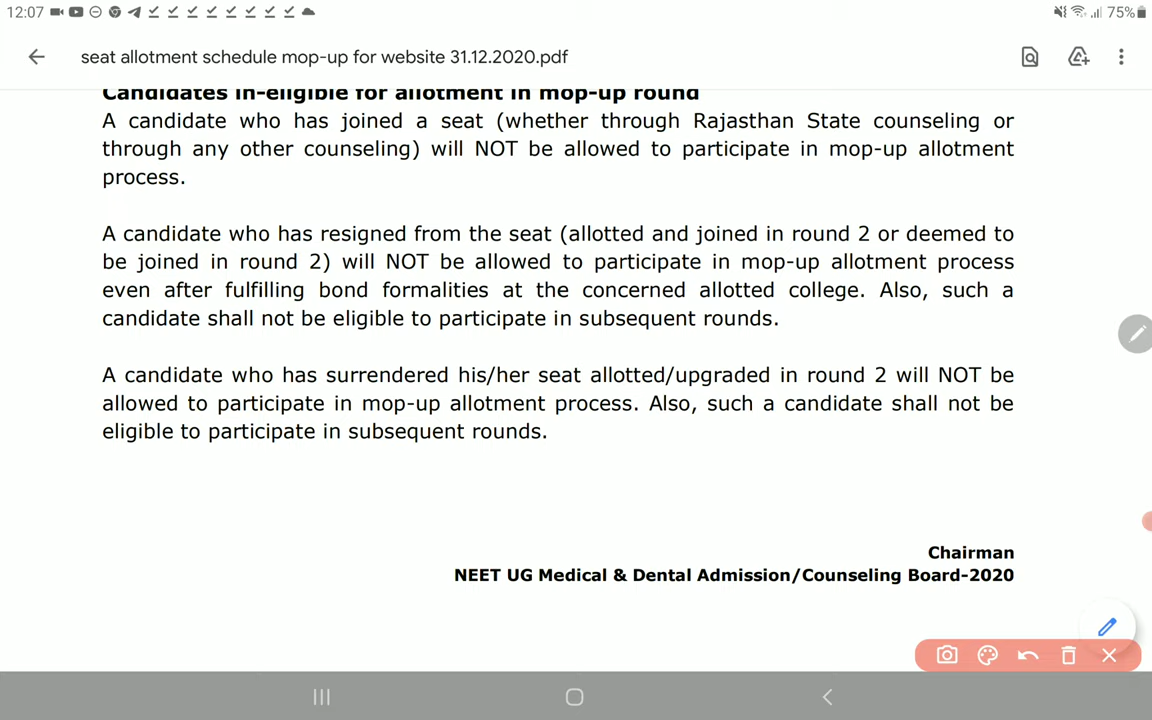 12:07
75%
seat allotment schedule mop-up for website 31.12.2020.pdf
Candidates in-eligible for allotment in mop-up round
A candidate who has joined a seat (whether through Rajasthan State counseling or
through any other counseling) will NOT be allowed to participate in mop-up allotment
process.
A candidate who has resigned from the seat (allotted and joined in round 2 or deemed to
be joined in round 2) will NOT be allowed to participate in mop-up allotment process
even after fulfilling bond formalities at the concerned allotted college. Also, such a
candidate shall not be eligible to participate in subsequent rounds.
A candidate who has surrendered his/her seat allotted/upgraded in round 2 will NOT be
allowed to participate in mop-up allotment process. Also, such a candidate shall not be
eligible to participate in subsequent rounds.
Chairman
NEET UG Medical & Dental Admission/Counseling Board-2020